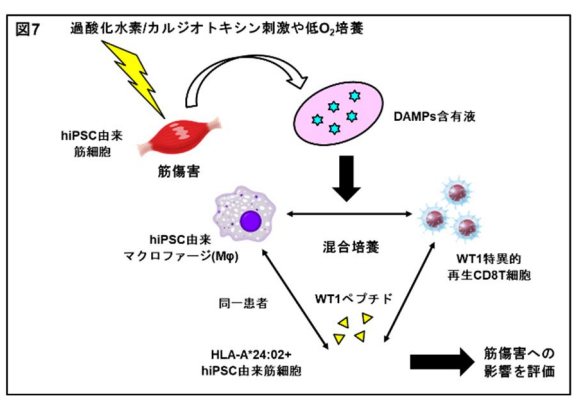 図7
過酸化水素/カルジオトキシン刺激や低O₂培養
hiPSC由来
筋細胞
筋傷害
DAMPs含有液
hiPSC由来
マクロファージ(Mφ)
混合培養
WT1特異的
再生CD8T細胞
同一患者
WT1ペプチド
HLA-A*24:02+
hiPSC由来筋細胞
筋傷害への
影響を評価